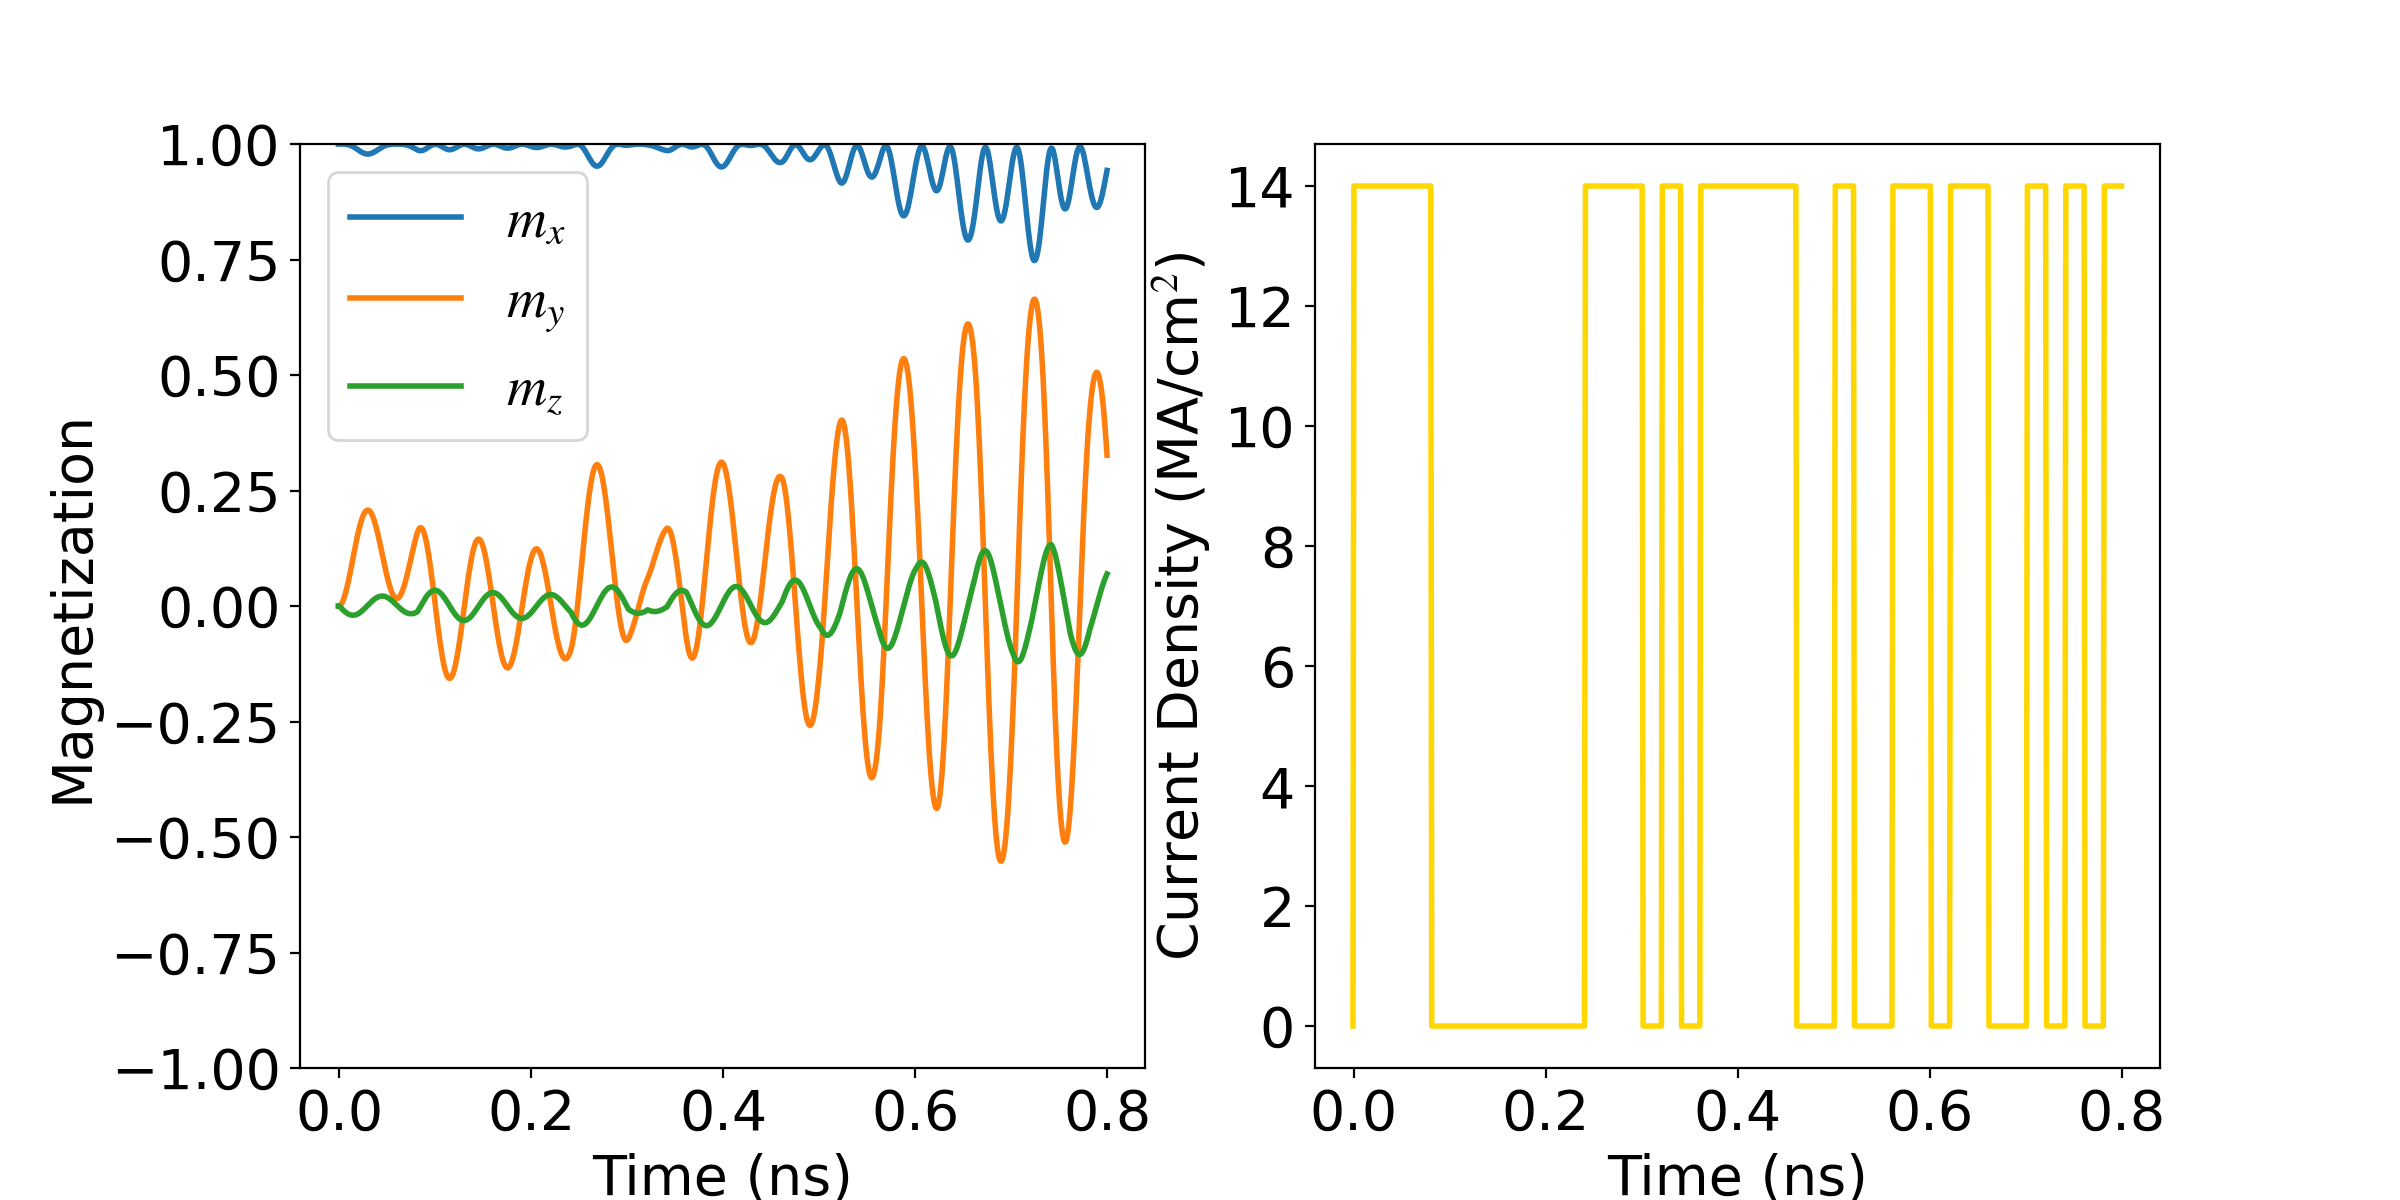 1.00
0.75
0.50
0.25
0.00
−0.25
−0.50
−0.75
−1.00
Magnetization
m_x
m_y
m_z
0.0 0.2 0.4 0.6 0.8
Time (ns)
14
12
10
8
6
4
2
0
Current Density (MA/cm²)
0.0 0.2 0.4 0.6 0.8
Time (ns)